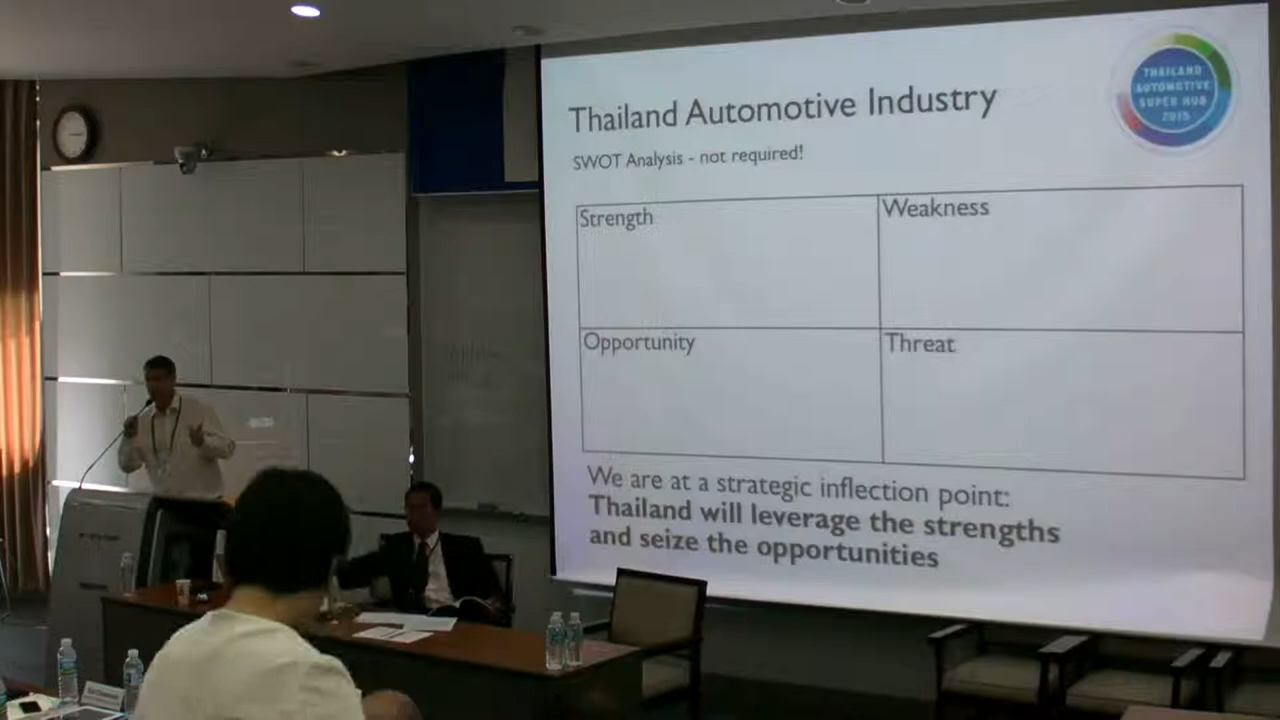 Thailand Automotive Industry
THAILAND
AUTOMOTIVE
SUPER HUB
2015
SWOT Analysis - not required!
Strength
Weakness
Opportunity
Threat
We are at a strategic inflection point:
Thailand will leverage the strengths
and seize the opportunities